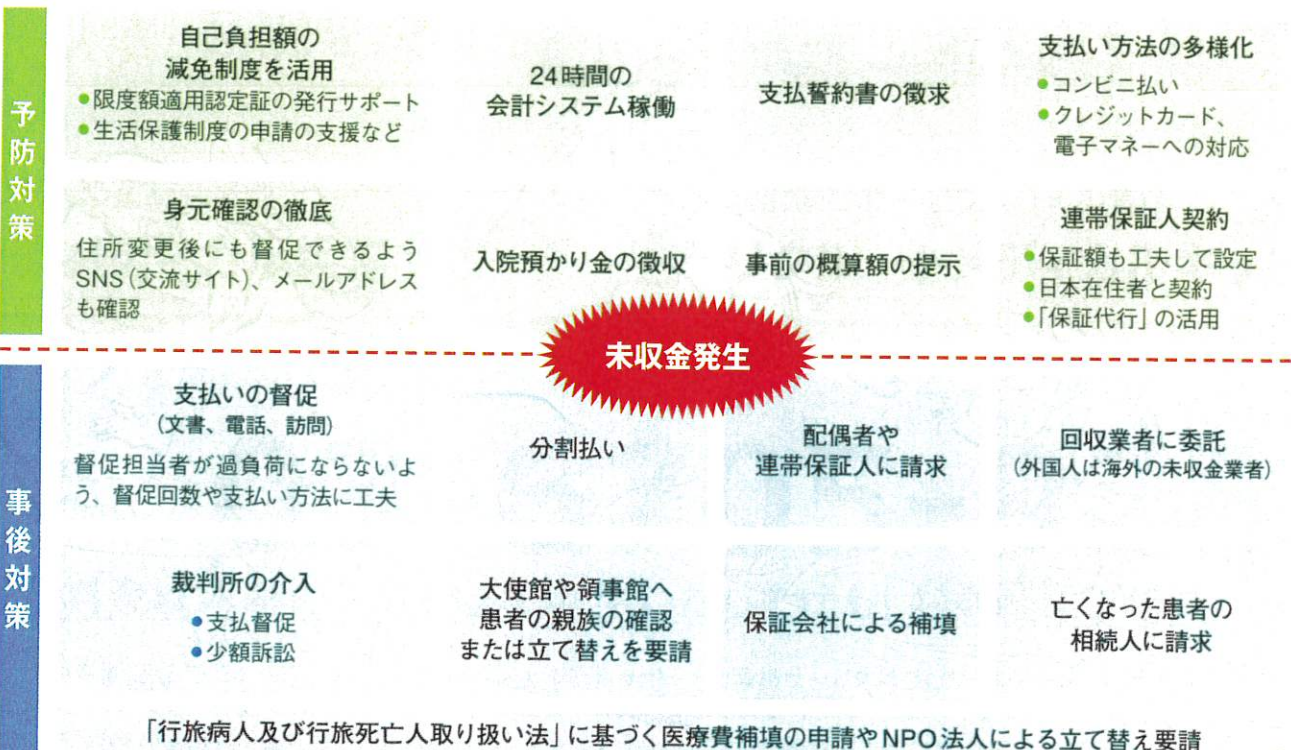 予防対策
自己負担額の
減免制度を活用
●限度額適用認定証の発行サポート
●生活保護制度の申請の支援など
24時間の
会計システム稼働
支払誓約書の徴求
支払い方法の多様化
●コンビニ払い
●クレジットカード、
電子マネーへの対応
身元確認の徹底
住所変更後にも督促できるよう
SNS(交流サイト)、メールアドレス
も確認
入院預かり金の徴収
事前の概算額の提示
連帯保証人契約
●保証額も工夫して設定
●日本在住者と契約
●「保証代行」の活用
未収金発生
事後対策
支払いの督促
(文書、電話、訪問)
督促担当者が過負荷にならないよ
う、督促回数や支払い方法に工夫
分割払い
配偶者や
連帯保証人に請求
回収業者に委託
(外国人は海外の未収金業者)
裁判所の介入
●支払督促
●少額訴訟
大使館や領事館へ
患者の親族の確認
または立て替えを要請
保証会社による補填
亡くなった患者の
相続人に請求
「行旅病人及び行旅死亡人取り扱い法」に基づく医療費補填の申請やNPO法人による立て替え要請